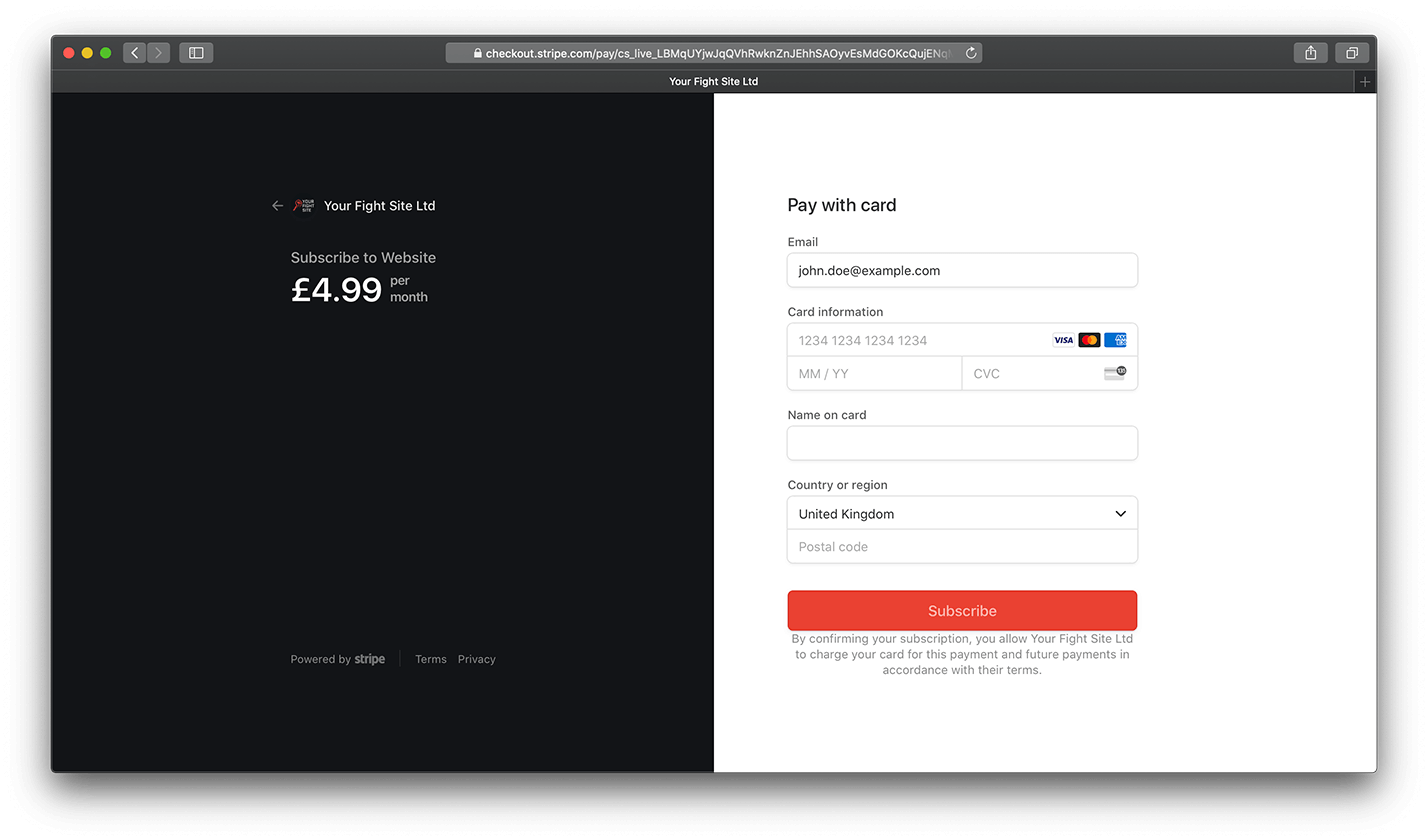 checkout.stripe.com/pay/cs_live_LBMqUYjwJqQVhRwknZnJEhhSAOyvEsMdGOKcQujENq
Your Fight Site Ltd
YOUR
FIGHT
SITE
Your Fight Site Ltd
Subscribe to Website
£4.99 per
month
Powered by stripe
Terms Privacy
Pay with card
Email
john.doe@example.com
Card information
1234 1234 1234 1234
VISA
MM / YY
CVC
Name on card
Country or region
United Kingdom
Postal code
Subscribe
By confirming your subscription, you allow Your Fight Site Ltd
to charge your card for this payment and future payments in
accordance with their terms.